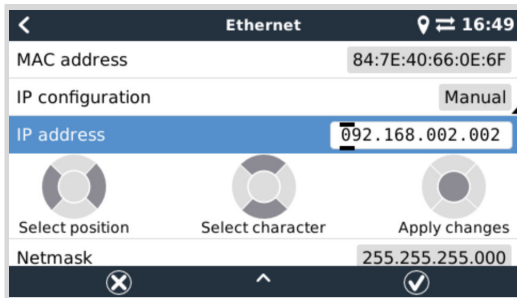 Ethernet 16:49
MAC address 84:7E:40:66:0E:6F
IP configuration Manual
IP address 092.168.002.002
Select position Select character Apply changes
Netmask 255.255.255.000